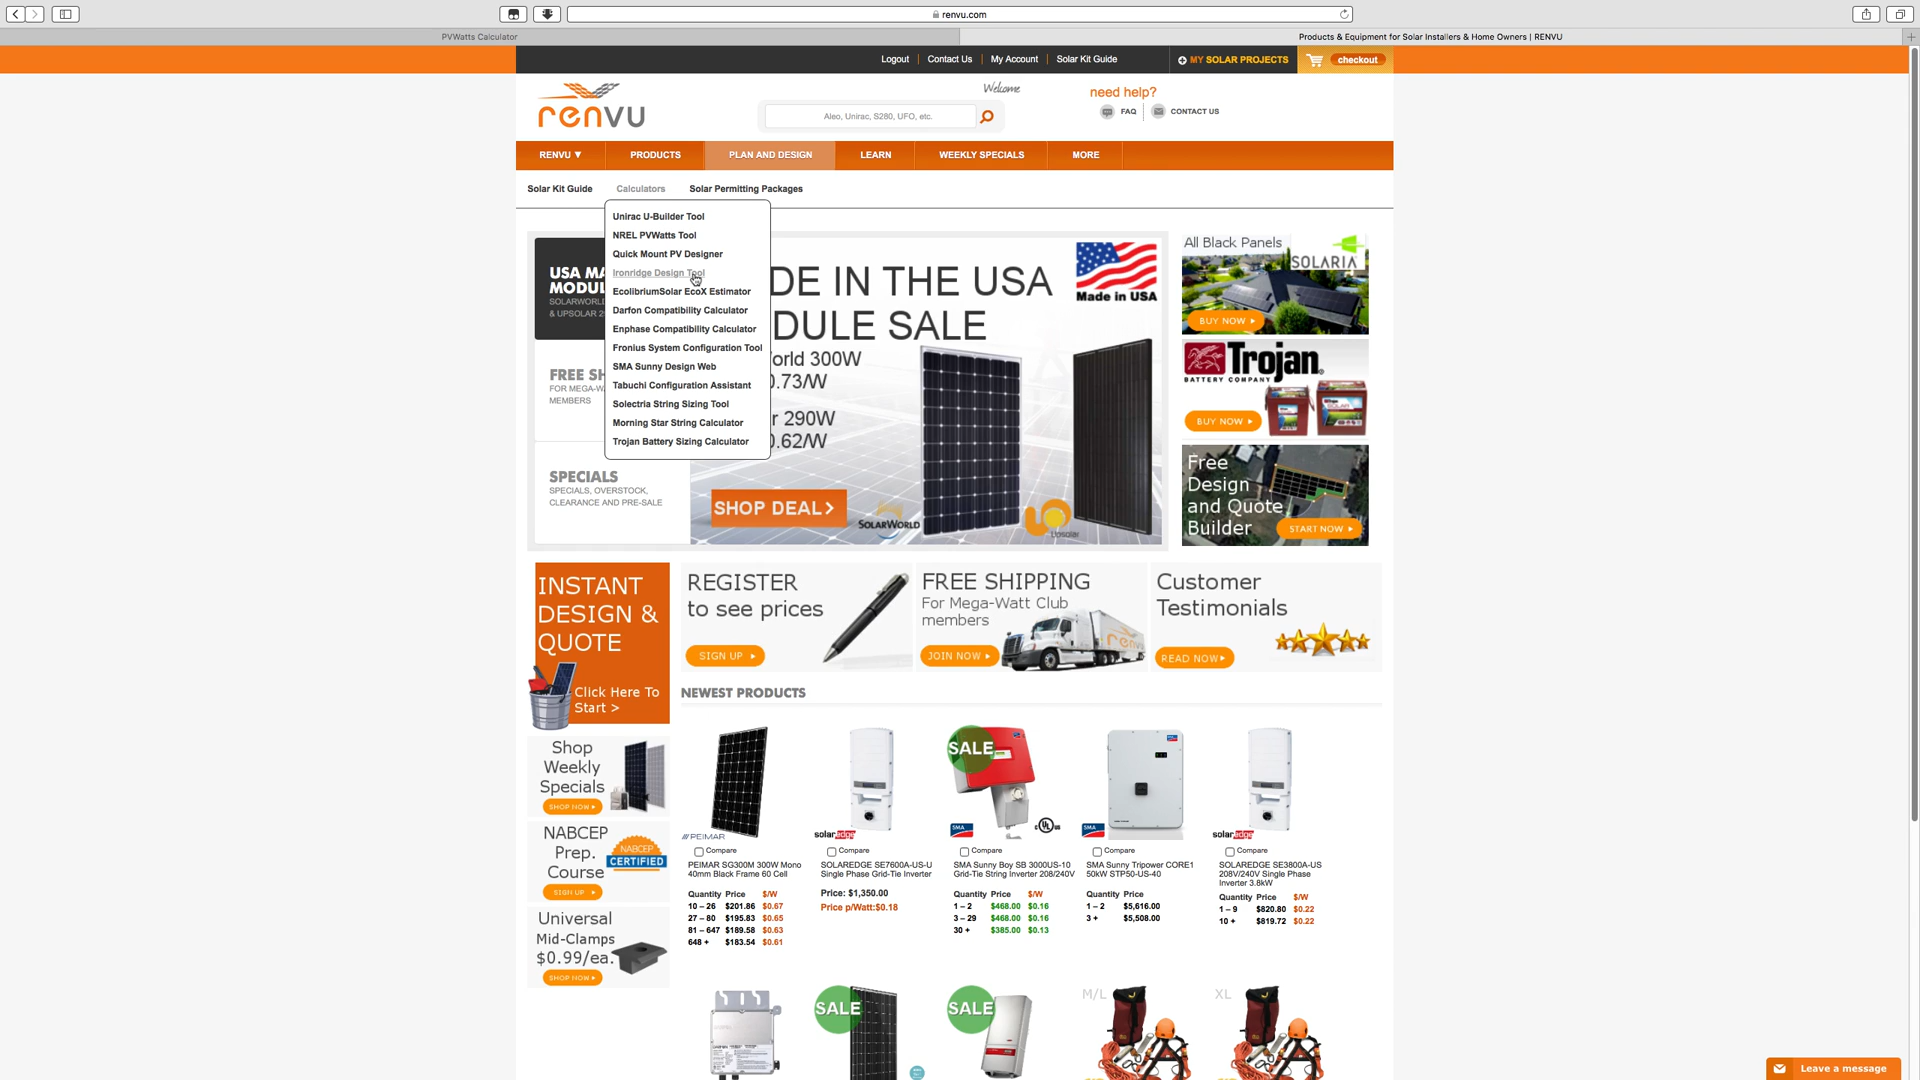 renvu.com
PVWatts Calculator
Products & Equipment for Solar Installers & Home Owners | RENVU
Logout
Contact Us
My Account
Solar Kit Guide
MY SOLAR PROJECTS
checkout
renvu
Welcome
Aleo, Unirac, S280, UFO, etc.
need help?
FAQ
CONTACT US
RENVU ▼
PRODUCTS
PLAN AND DESIGN
LEARN
WEEKLY SPECIALS
MORE
Solar Kit Guide
Calculators
Solar Permitting Packages
Unirac U-Builder Tool
NREL PVWatts Tool
Quick Mount PV Designer
Ironridge Design Tool
EcolibriumSolar EcoX Estimator
Darfon Compatibility Calculator
Enphase Compatibility Calculator
Fronius System Configuration Tool
SMA Sunny Design Web
Tabuchi Configuration Assistant
Solectria String Sizing Tool
Morning Star String Calculator
Trojan Battery Sizing Calculator
USA MA
MODUL
SOLARWORLD
& UPSOLAR 2
FREE SH
FOR MEGA-W
MEMBERS
SPECIALS
SPECIALS, OVERSTOCK,
CLEARANCE AND PRE-SALE
DE IN THE USA
DULE SALE
orld 300W
0.73/W
r 290W
0.62/W
Made in USA
SHOP DEAL>
SOLARWORLD
Upsolar
All Black Panels
SOLARIA
BUY NOW
Trojan
BATTERY COMPANY
BUY NOW
Free
Design
and Quote
Builder
START NOW
INSTANT
DESIGN &
QUOTE
Click Here To
Start >
REGISTER
to see prices
SIGN UP
FREE SHIPPING
For Mega-Watt Club
members
JOIN NOW
renvu
Customer
Testimonials
READ NOW
NEWEST PRODUCTS
Shop
Weekly
Specials
SHOP NOW
NABCEP
Prep.
Course
NABCEP
CERTIFIED
SIGN UP
Universal
Mid-Clamps
$0.99/ea.
SHOP NOW
PEIMAR
Compare
PEIMAR SG300M 300W Mono
40mm Black Frame 60 Cell
Quantity Price $/W
10 – 26 $201.86 $0.67
27 – 80 $195.83 $0.65
81 – 647 $189.58 $0.63
648 + $183.54 $0.61
solaredge
Compare
SOLAREDGE SE7600A-US-U
Single Phase Grid-Tie Inverter
Price: $1,350.00
Price p/Watt:$0.18
SALE
SMA
UL
Compare
SMA Sunny Boy SB 3000US-10
Grid-Tie String Inverter 208/240V
Quantity Price $/W
1 – 2 $468.00 $0.16
3 – 29 $468.00 $0.16
30 + $385.00 $0.13
SMA
Compare
SMA Sunny Tripower CORE1
50kW STP50-US-40
Quantity Price
1 – 2 $5,616.00
3 + $5,508.00
solaredge
Compare
SOLAREDGE SE3800A-US
208V/240V Single Phase
Inverter 3.8kW
Quantity Price $/W
1 – 9 $820.80 $0.22
10 + $819.72 $0.22
SALE
SALE
M/L
XL
Leave a message